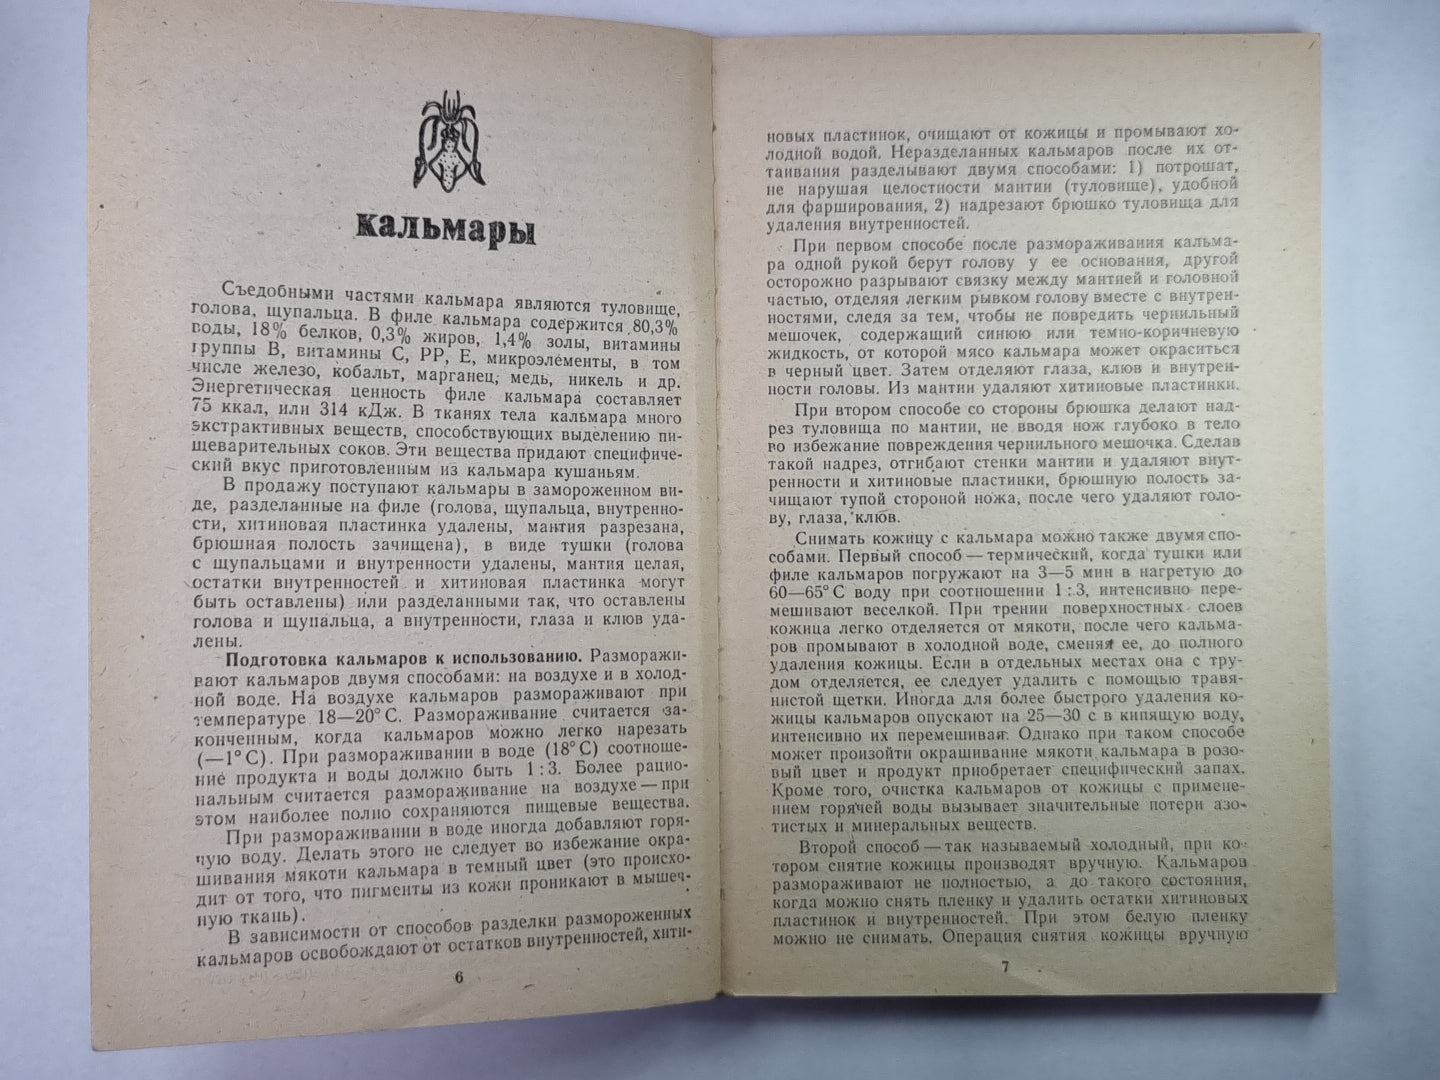 кальмары
Съедобными частями кальмара являются туловище,
голова, щупальца. В филе кальмара содержится 80,3%
воды, 18% белков, 0,3% жиров, 1,4% золы, витамины
группы В, витамины С, РР, Е, микроэлементы, в том
числе железо, кобальт, марганец, медь, никель и др.
Энергетическая ценность филе кальмара составляет
75 ккал, или 314 кДж. В тканях тела кальмара много
экстрактивных веществ, способствующих выделению пи-
щеварительных соков. Эти вещества придают специфиче-
ский вкус приготовленным из кальмара кушаньям.
В продажу поступают кальмары в замороженном ви-
де, разделанные на филе (голова, щупальца, внутренно-
сти, хитиновая пластинка удалены, мантия разрезана,
брюшная полость зачищена), в виде тушки (голова
с щупальцами и внутренности удалены, мантия целая,
остатки внутренностей и хитиновая пластинка могут
быть оставлены) или разделанными так, что оставлены
голова и щупальца, а внутренности, глаза и клюв уда-
лены.
Подготовка кальмаров к использованию. Заморажи-
вают кальмаров двумя способами: на воздухе и в холод-
ной воде. На воздухе кальмаров размораживают при
температуре 18—20°С. Размораживание считается за-
конченным, когда кальмаров можно легко нарезать
(—1°С). При размораживании в воде (18°С) соотноше-
ние продукта и воды должно быть 1:3. Более рацио-
нальным считается размораживание на воздухе — при
этом наиболее полно сохраняются пищевые вещества.
При размораживании в воде иногда добавляют горя-
чую воду. Делать этого не следует во избежание окра-
шивания мякоти кальмара в темный цвет (это происхо-
дит от того, что пигменты из кожи проникают в мышеч-
ную ткань).
В зависимости от способов разделки размороженных
кальмаров освобождают от остатков внутренностей, хити-
6
новых пластинок, очищают от кожицы и промывают хо-
лодной водой. Неразделанных кальмаров после их от-
таивания разделывают двумя способами: 1) потрошат,
не нарушая целостности мантии (туловище), удобной
для фарширования, 2) надрезают брюшко туловища для
удаления внутренностей.
При первом способе после размораживания кальма-
ра одной рукой берут голову у ее основания, другой
осторожно разрывают связку между мантией и головной
частью, отделяя легким рывком голову вместе с внутрен-
ностями, следя за тем, чтобы не повредить чернильный
мешочек, содержащий синюю или темно-коричневую
жидкость, от которой мясо кальмара может окраситься
в черный цвет. Затем отделяют глаза, клюв и внутрен-
ности головы. Из мантии удаляют хитиновые пластинки.
При втором способе со стороны брюшка делают над-
рез туловища по мантии, не вводя нож глубоко в тело
во избежание повреждения чернильного мешочка. Сделав
такой надрез, отгибают стенки мантии и удаляют внут-
ренности и хитиновые пластинки, брюшную полость за-
чищают тупой стороной ножа, после чего удаляют голо-
ву, глаза, клюв.
Снимать кожицу с кальмара можно также двумя спо-
собами. Первый способ — термический, когда тушки или
филе кальмаров погружают на 3—5 мин в нагретую до
60—65°С воду при соотношении 1:3, интенсивно пере-
мешивают веселкой. При трении поверхностных слоев
кожица легко отделяется от мякоти, после чего кальма-
ров промывают в холодной воде, сменяя ее, до полного
удаления кожицы. Если в отдельных местах она с тру-
дом отделяется, ее следует удалить с помощью травя-
нистой щетки. Иногда для более быстрого удаления ко-
жицы кальмаров опускают на 25—30 с в кипящую воду,
интенсивно их перемешивая. Однако при таком способе
может произойти окрашивание мякоти кальмара в розо-
вый цвет и продукт приобретает специфический запах.
Кроме того, очистка кальмаров от кожицы с примене-
нием горячей воды вызывает значительные потери азо-
тистых и минеральных веществ.
Второй способ — так называемый холодный, при ко-
тором снятие кожицы производят вручную. Кальмаров
размораживают не полностью, а до такого состояния,
когда можно снять пленку и удалить остатки хитиновых
пластинок и внутренностей. При этом белую пленку
можно не снимать. Операция снятия кожицы вручную
7